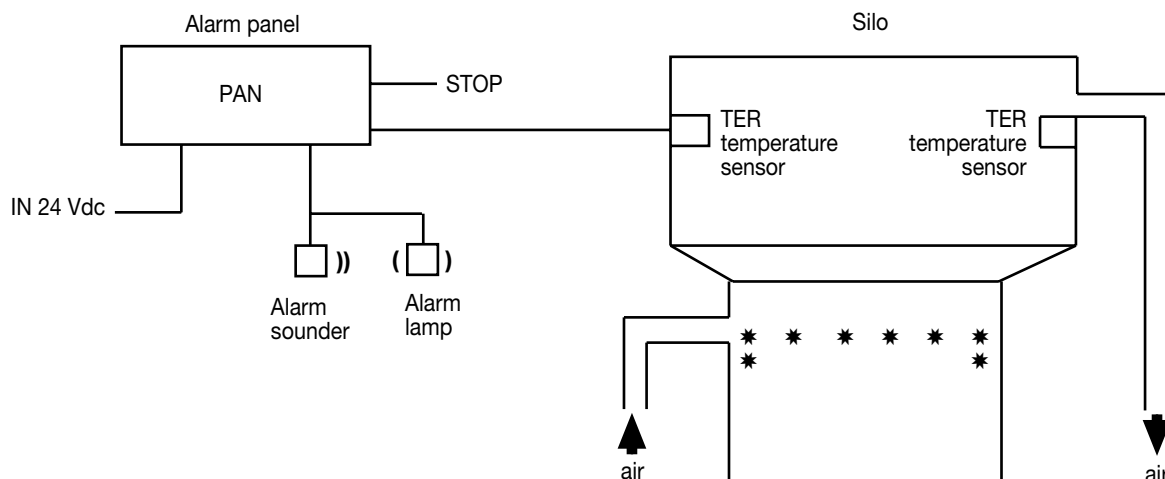 Alarm panel
Silo
PAN
STOP
TER
temperature
sensor
TER
temperature
sensor
IN 24 Vdc
Alarm
sounder
Alarm
lamp
air
air